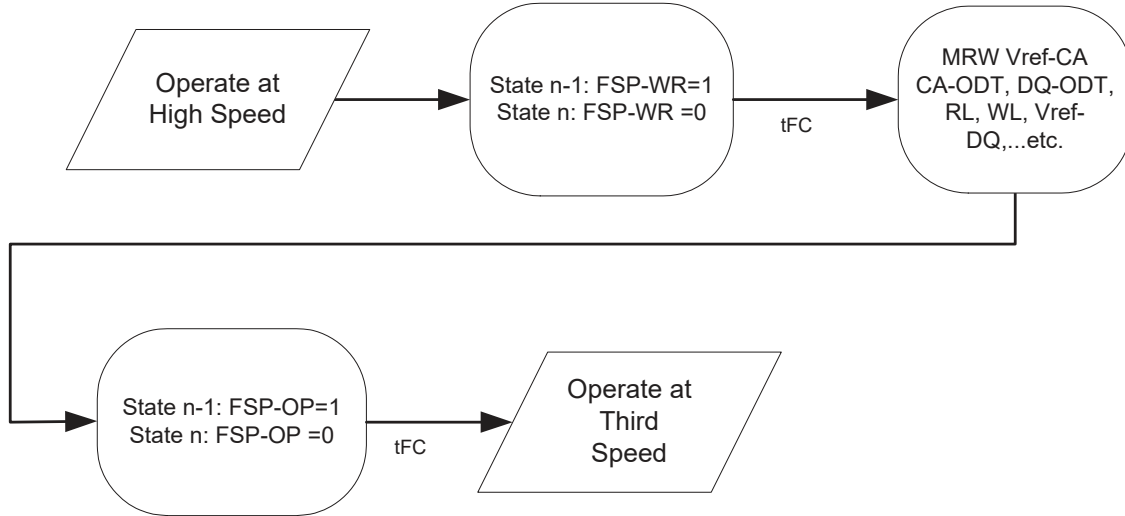 Operate at
High Speed
State n-1: FSP-WR=1
State n: FSP-WR =0
tFC
MRW Vref-CA
CA-ODT, DQ-ODT,
RL, WL, Vref-
DQ,...etc.
State n-1: FSP-OP=1
State n: FSP-OP =0
tFC
Operate at
Third
Speed